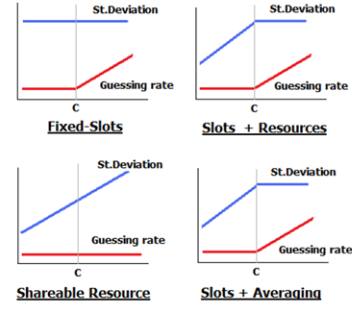 St.Deviation
Guessing rate
C
Fixed-Slots
St.Deviation
Guessing rate
C
Slots + Resources
St.Deviation
Guessing rate
C
Shareable Resource
St.Deviation
Guessing rate
C
Slots + Averaging